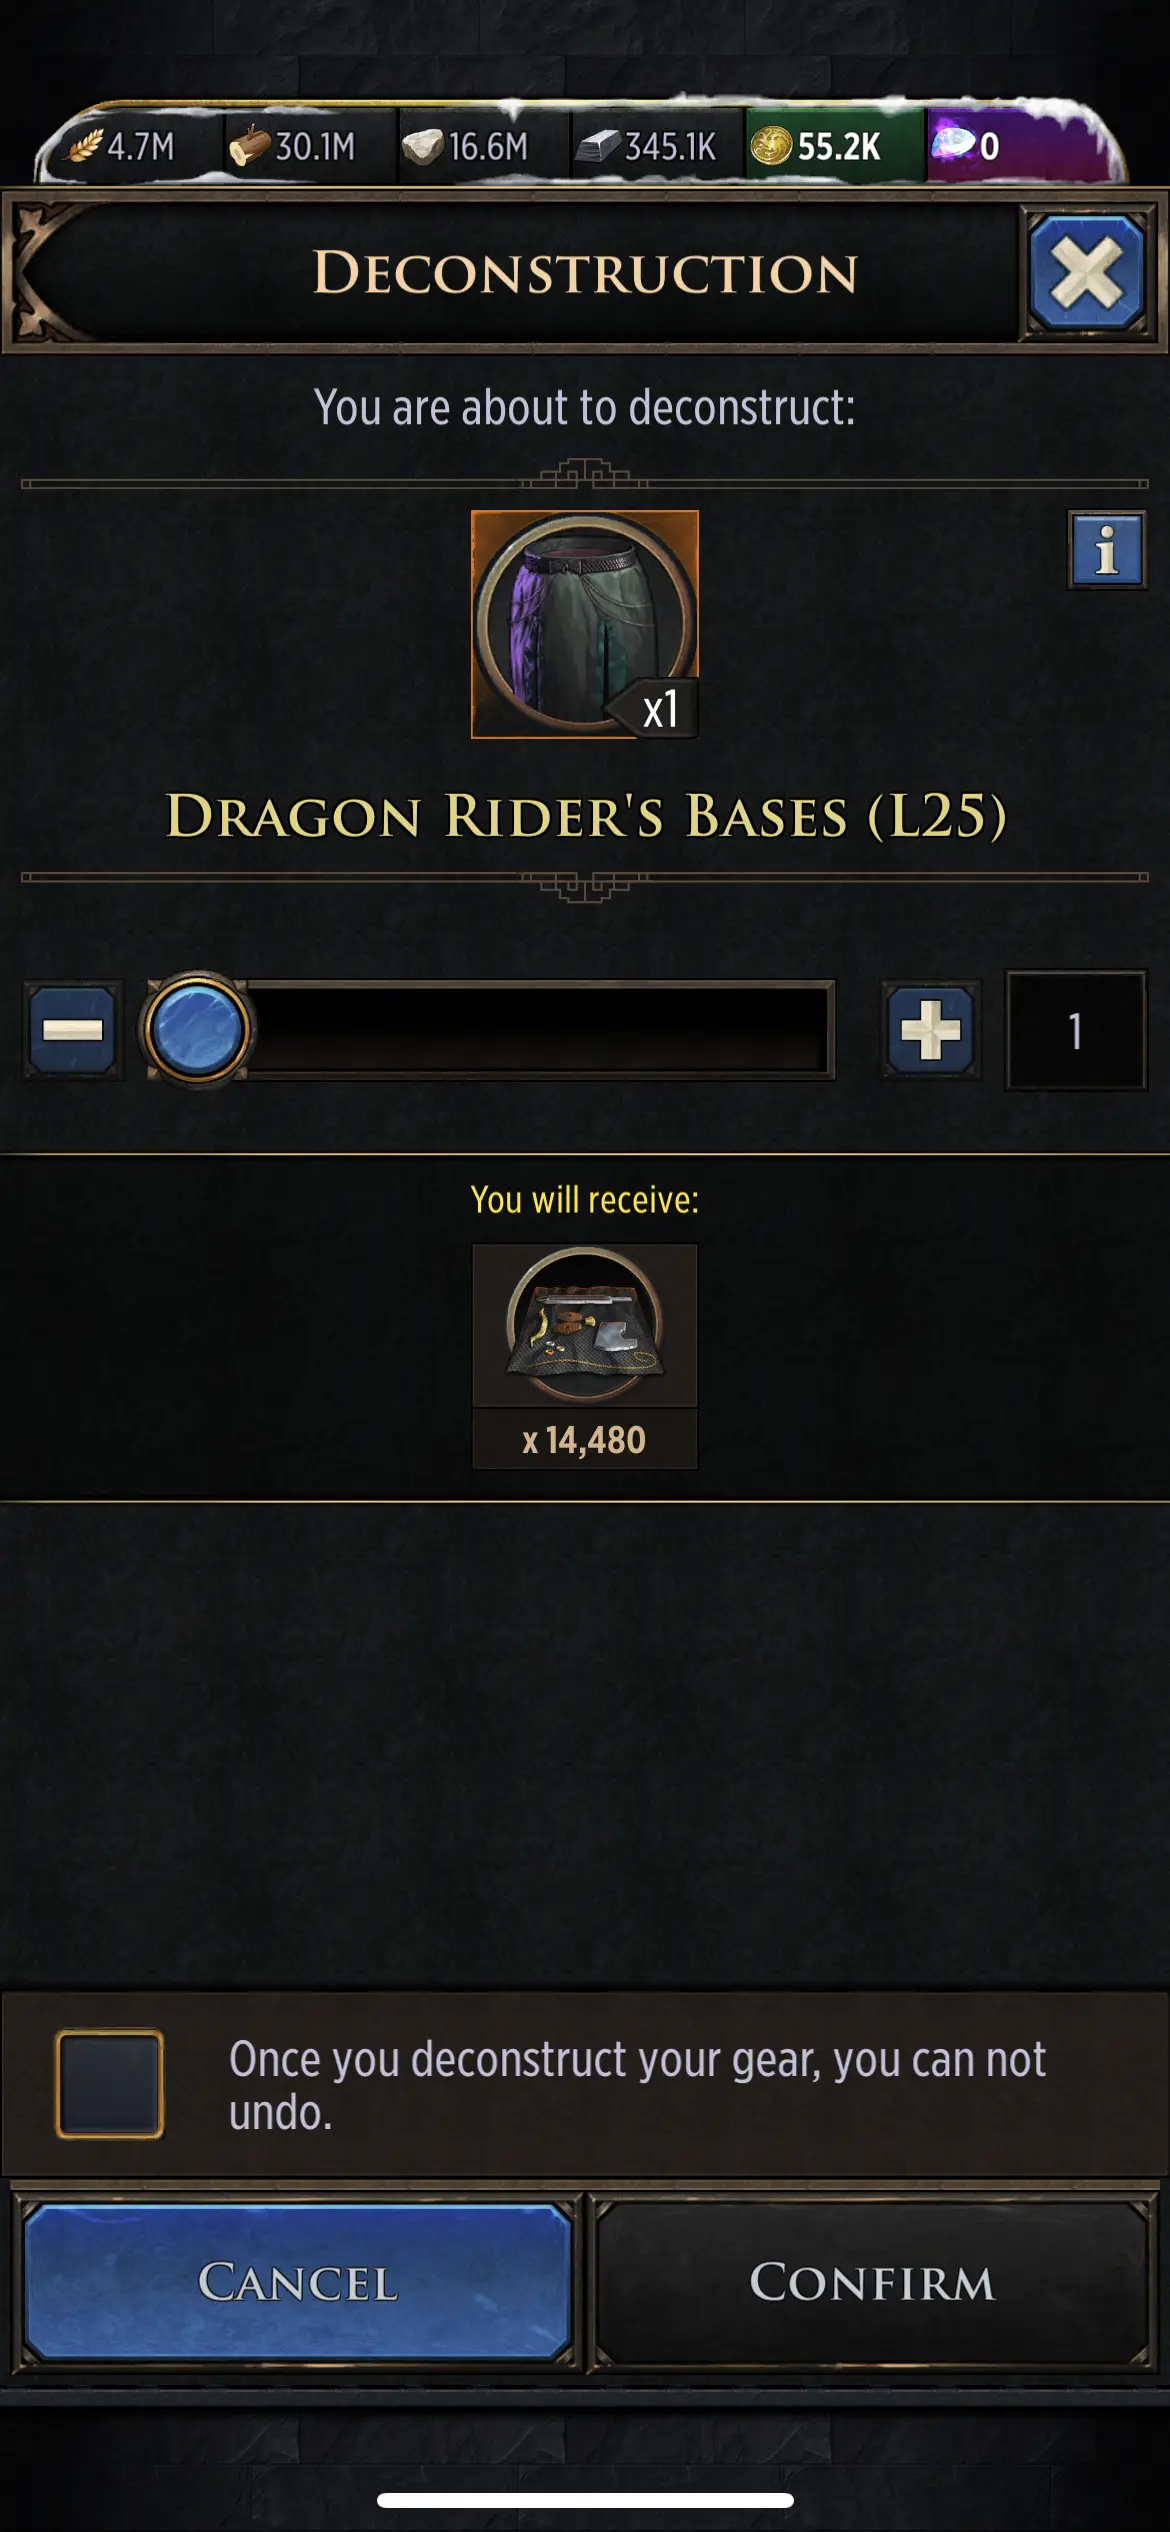 4.7M 30.1M 16.6M 345.1K 55.2K 0
DECONSTRUCTION
You are about to deconstruct:
i
x1
DRAGON RIDER'S BASES (L25)
1
You will receive:
x 14,480
Once you deconstruct your gear, you can not
undo.
CANCEL CONFIRM